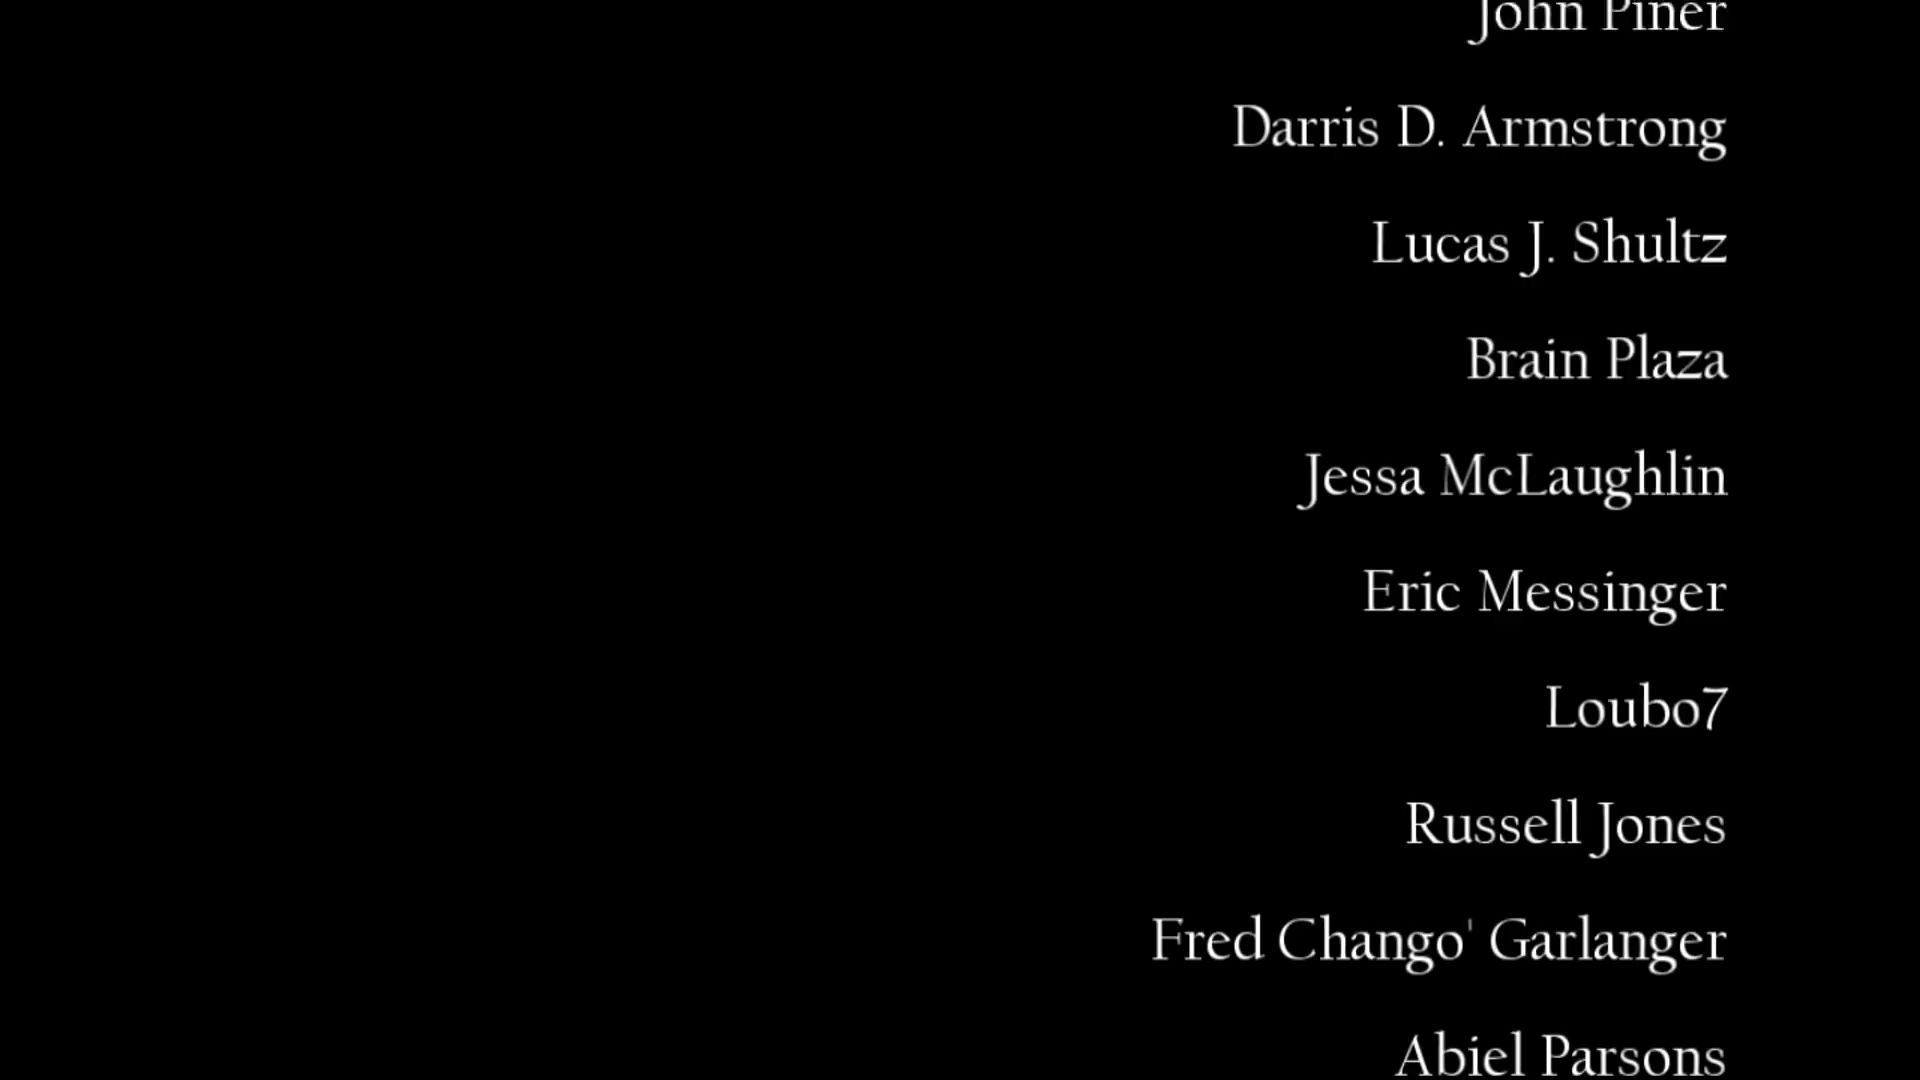 John Piner
Darris D. Armstrong
Lucas J. Shultz
Brain Plaza
Jessa McLaughlin
Eric Messinger
Loubo7
Russell Jones
Fred Chango' Garlanger
Abiel Parsons